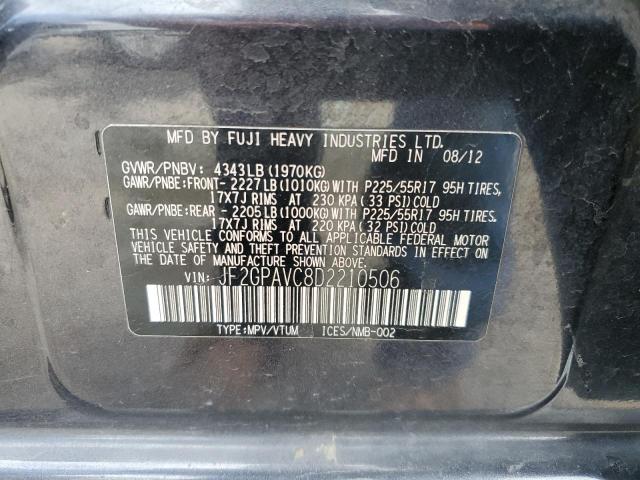 MFD BY FUJI HEAVY INDUSTRIES LTD.
MFD IN 08/12
GVWR/PNBV: 4343LB(1970KG)
GAWR/PNBE:FRONT-2227LB(1010KG)WITH P225/55R17 95H TIRES,
17X7J RIMS AT 230 KPA(33 PSI)COLD
GAWR/PNBE:REAR -2205LB(1000KG)WITH P225/55R17 95H TIRES,
17X7J RIMS AT 220 KPA(32 PSI)COLD
THIS VEHICLE CONFORMS TO ALL APPLICABLE FEDERAL MOTOR
VEHICLE SAFETY AND THEFT PREVENTION STANDARDS IN EFFECT ON
THE DATE OF MANUFACTURE SHOWN ABOVE.
VIN: JF2GPAVC8D2210506
TYPE:MPV/VTUM ICES/NMB-002